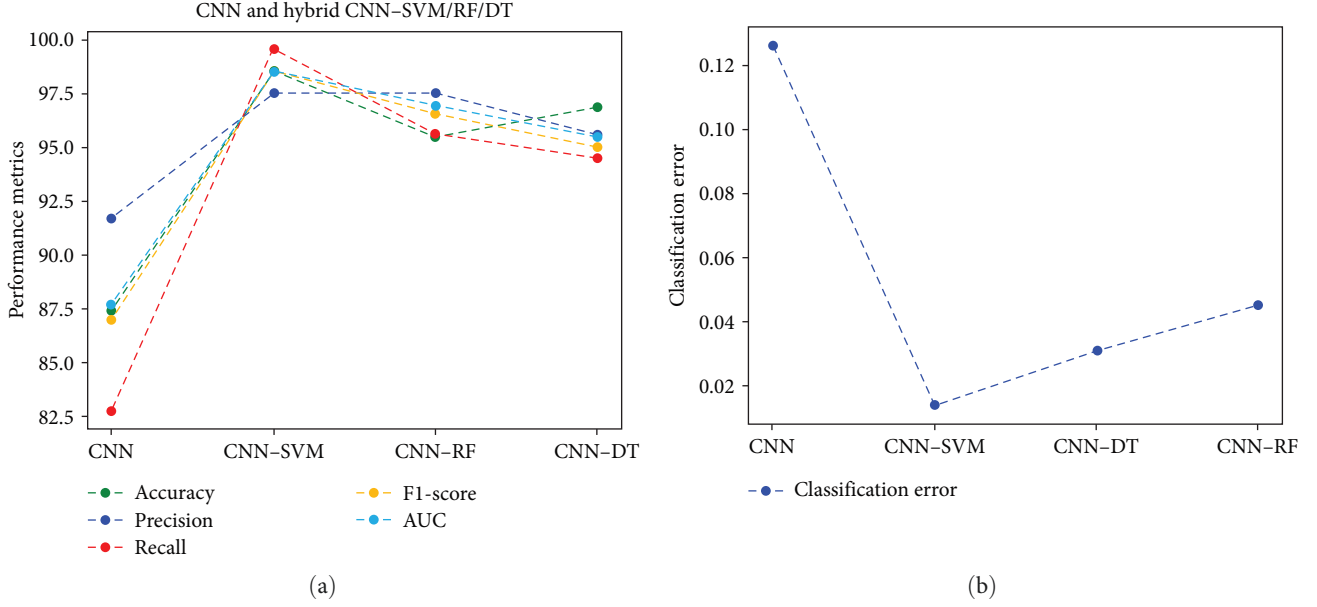 CNN and hybrid CNN–SVM/RF/DT
Performance metrics
100.0
97.5
95.0
92.5
90.0
87.5
85.0
82.5
CNN
CNN–SVM
CNN–RF
CNN–DT
Accuracy
Precision
Recall
F1-score
AUC
(a)
Classification error
0.12
0.10
0.08
0.06
0.04
0.02
CNN
CNN–SVM
CNN–DT
CNN–RF
Classification error
(b)